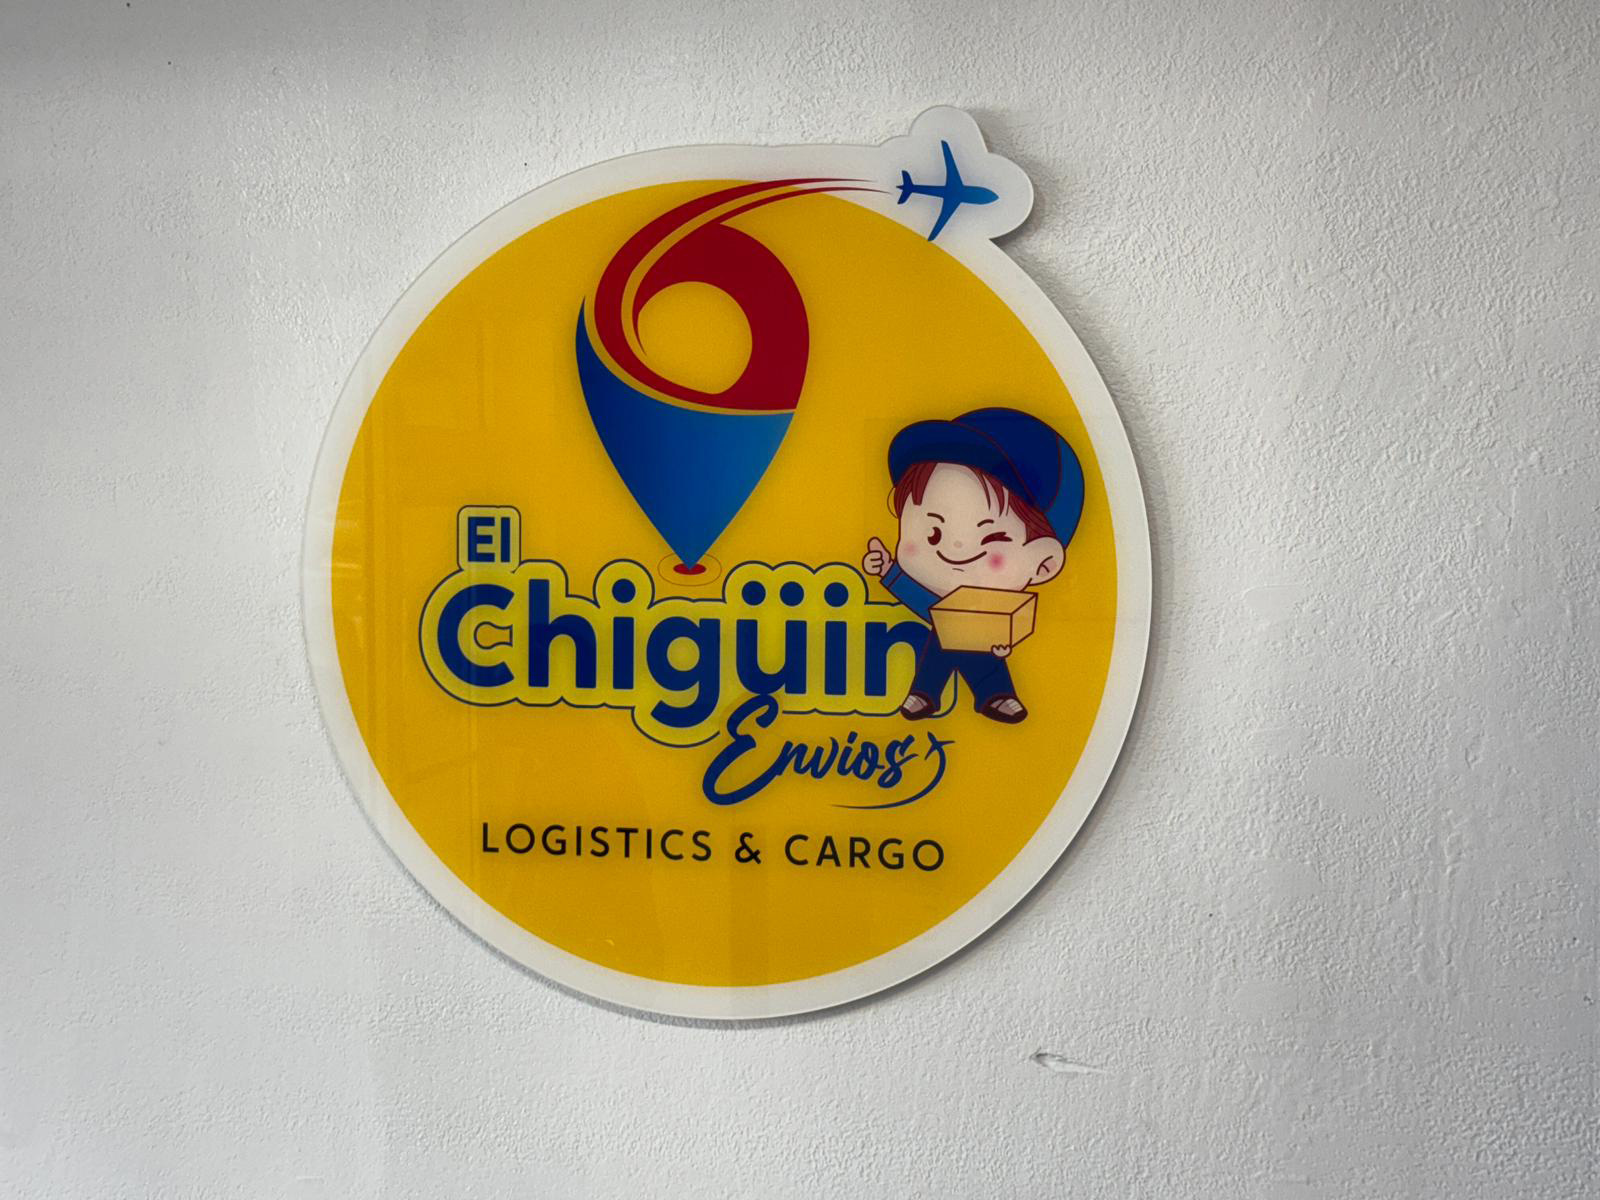 El
Chigüin
Envios
LOGISTICS & CARGO